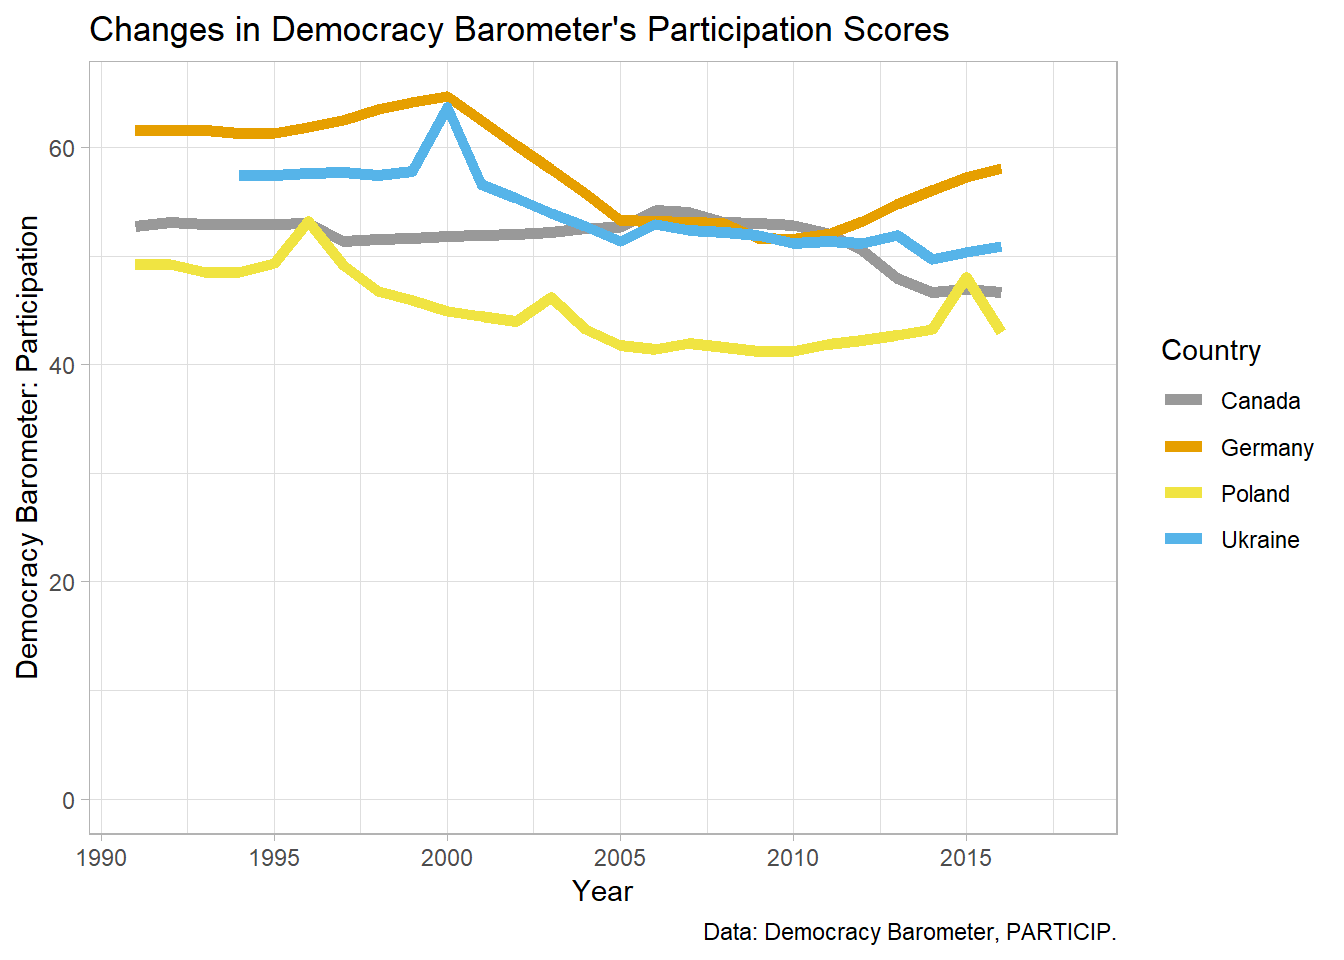 Changes in Democracy Barometer's Participation Scores
Democracy Barometer: Participation
60
40
20
0
1990 1995 2000 2005 2010 2015
Year
Country
Canada
Germany
Poland
Ukraine
Data: Democracy Barometer, PARTICIP.